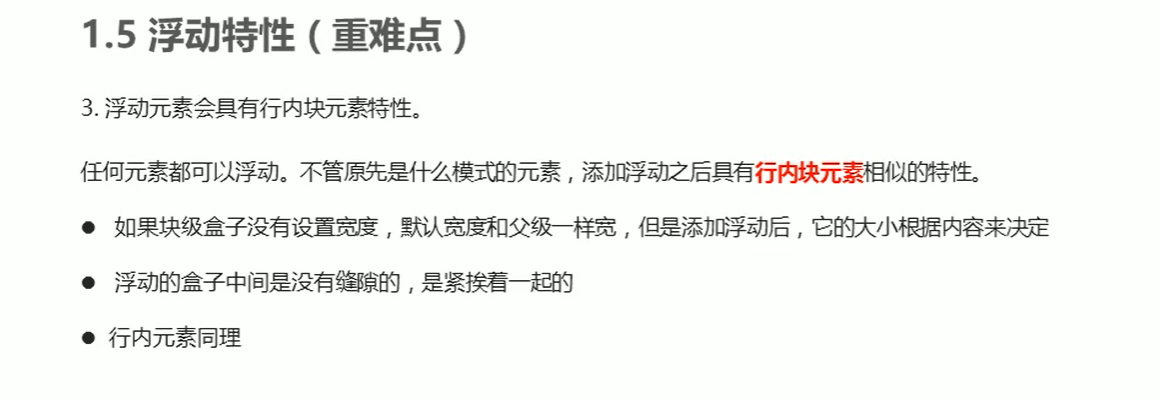 1.5 浮动特性（重难点）
3. 浮动元素会具有行内块元素特性。
任何元素都可以浮动。不管原先是什么模式的元素，添加浮动之后具有行内块元素相似的特性。
● 如果块级盒子没有设置宽度，默认宽度和父级一样宽，但是添加浮动后，它的大小根据内容来决定
● 浮动的盒子中间是没有缝隙的，是紧挨着一起的
● 行内元素同理